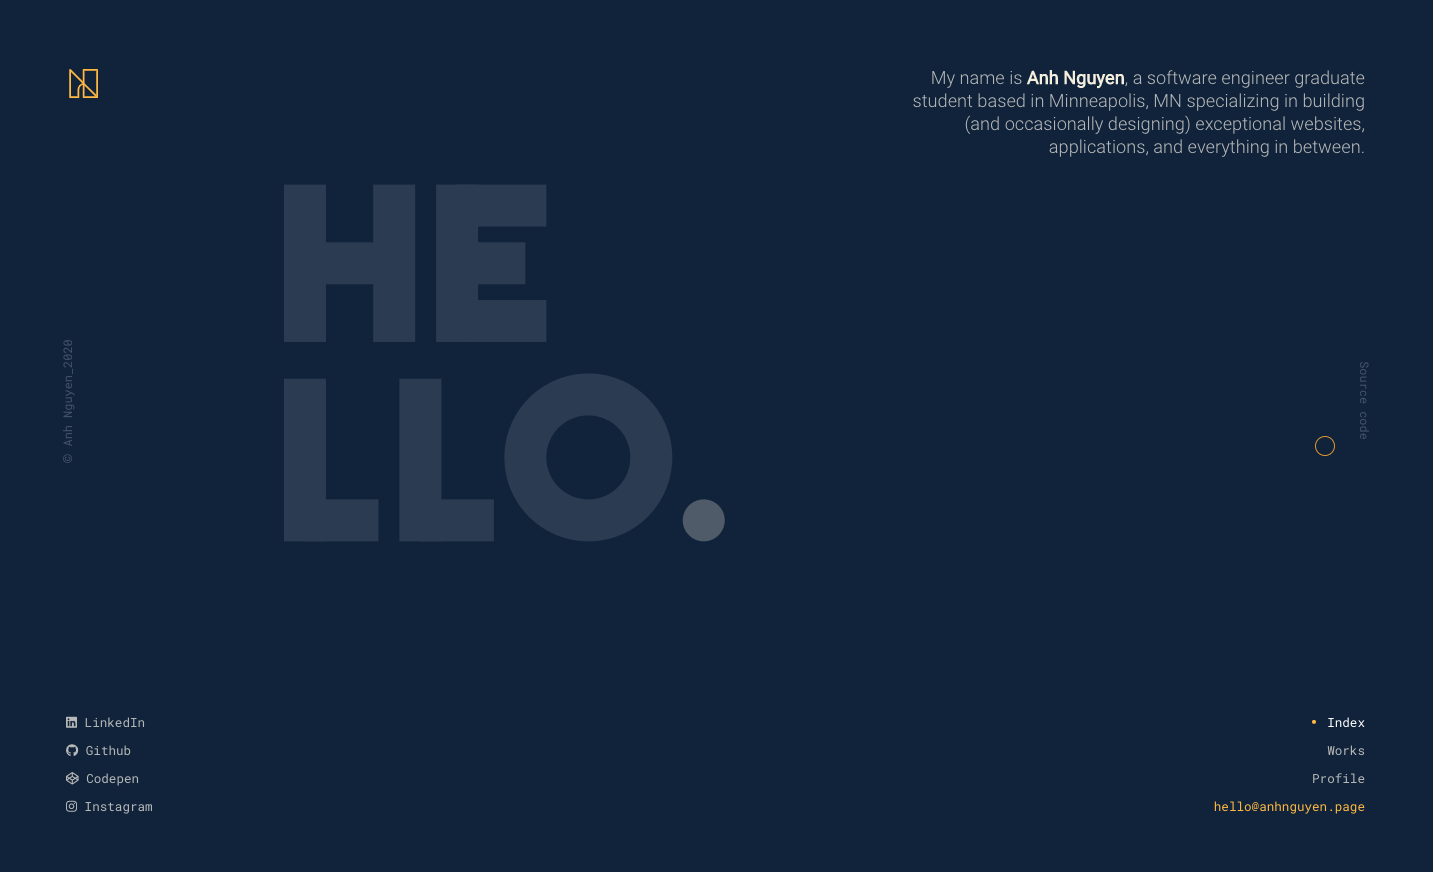 My name is Anh Nguyen, a software engineer graduate
student based in Minneapolis, MN specializing in building
(and occasionally designing) exceptional websites,
applications, and everything in between.
HE
LLO.
© Anh Nguyen_2020
Source code
LinkedIn
Github
Codepen
Instagram
Index
Works
Profile
hello@anhnguyen.page